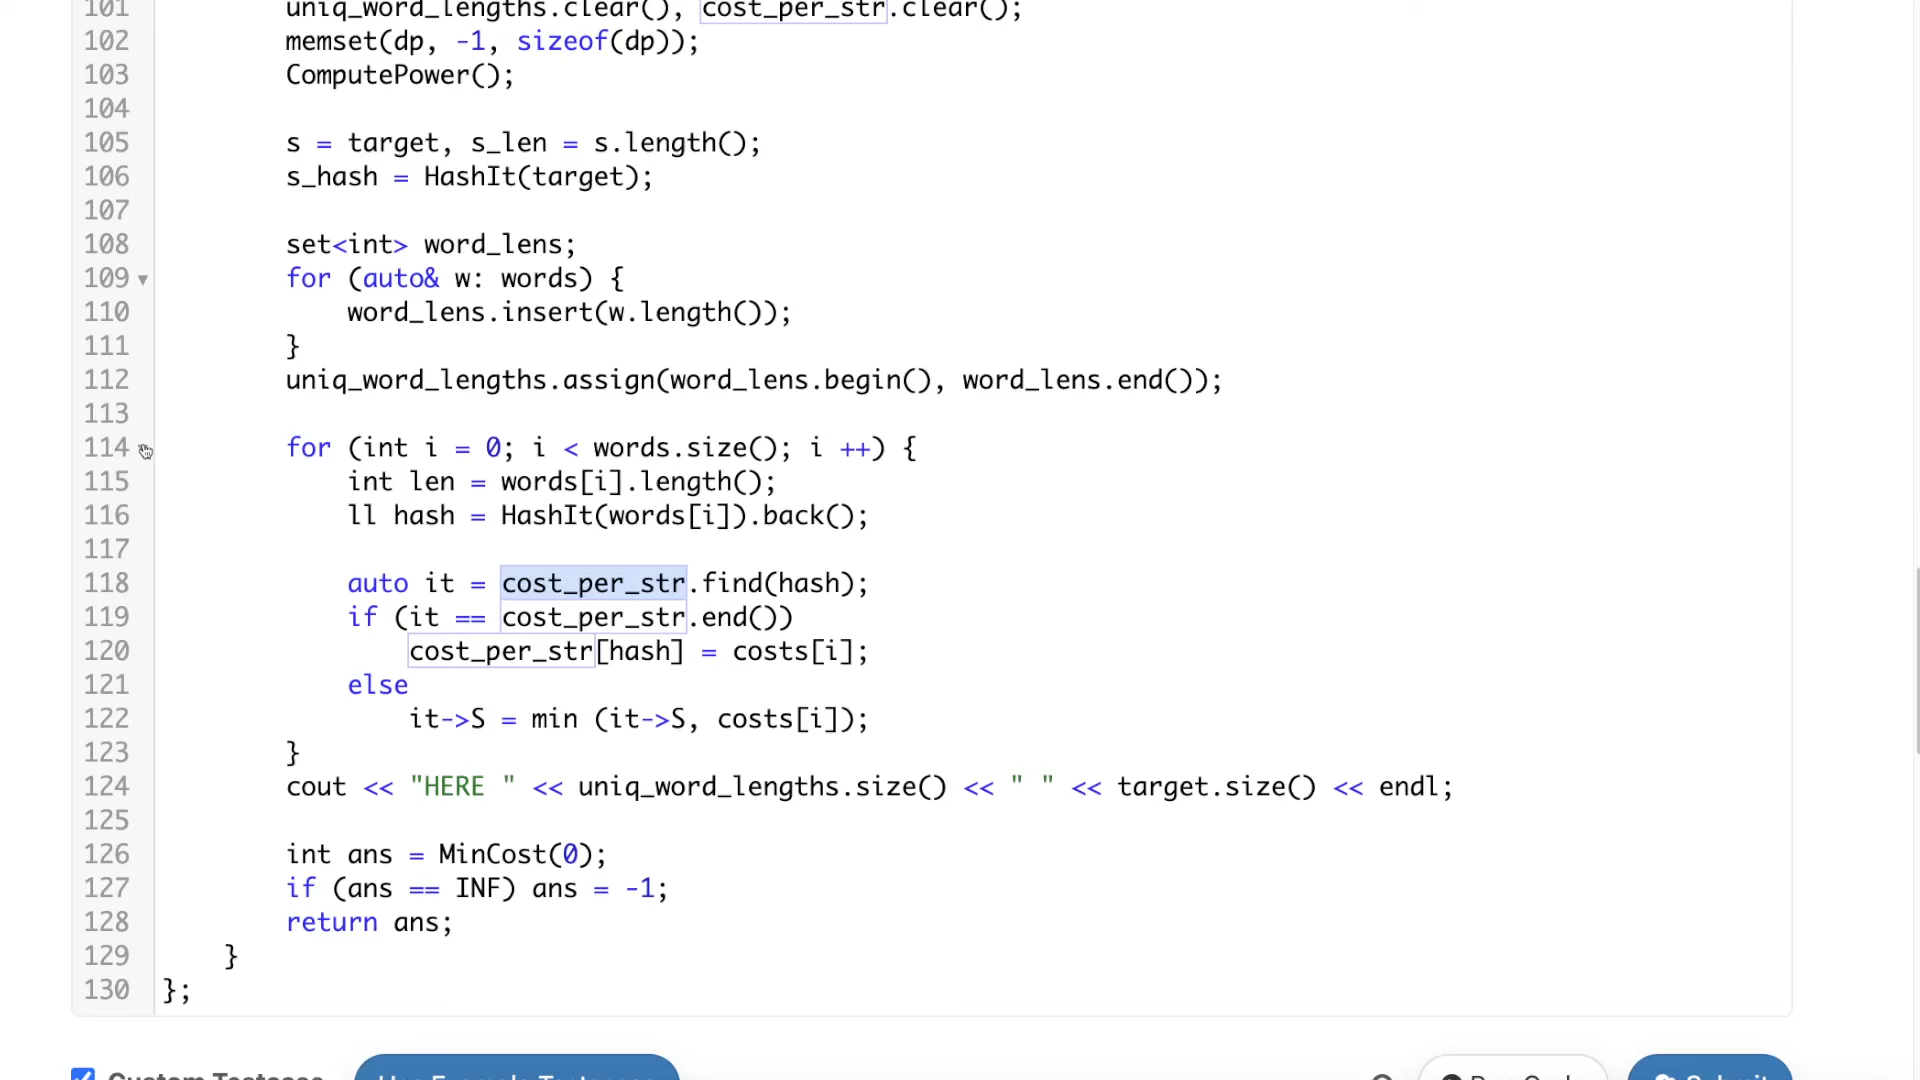 101 uniq_word_lengths.clear(), cost_per_str.clear();
102 memset(dp, -1, sizeof(dp));
103 ComputePower();
104
105 s = target, s_len = s.length();
106 s_hash = HashIt(target);
107
108 set<int> word_lens;
109 for (auto& w: words) {
110 word_lens.insert(w.length());
111 }
112 uniq_word_lengths.assign(word_lens.begin(), word_lens.end());
113
114 for (int i = 0; i < words.size(); i ++) {
115 int len = words[i].length();
116 ll hash = HashIt(words[i]).back();
117
118 auto it = cost_per_str.find(hash);
119 if (it == cost_per_str.end())
120 cost_per_str[hash] = costs[i];
121 else
122 it->S = min (it->S, costs[i]);
123 }
124 cout << "HERE " << uniq_word_lengths.size() << " " << target.size() << endl;
125
126 int ans = MinCost(0);
127 if (ans == INF) ans = -1;
128 return ans;
129 }
130 };